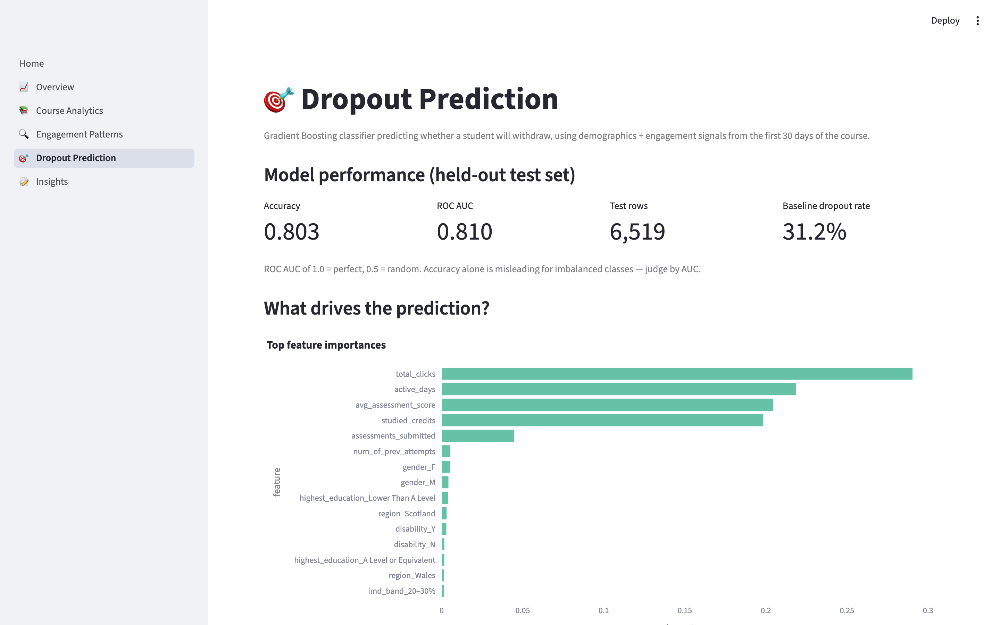 Deploy
Home
Overview
Course Analytics
Engagement Patterns
Dropout Prediction
Insights
Dropout Prediction
Gradient Boosting classifier predicting whether a student will withdraw, using demographics + engagement signals from the first 30 days of the course.
Model performance (held-out test set)
Accuracy
0.803
ROC AUC
0.810
Test rows
6,519
Baseline dropout rate
31.2%
ROC AUC of 1.0 = perfect, 0.5 = random. Accuracy alone is misleading for imbalanced classes — judge by AUC.
What drives the prediction?
Top feature importances
feature
total_clicks
active_days
avg_assessment_score
studied_credits
assessments_submitted
num_of_prev_attempts
gender_F
gender_M
highest_education_Lower Than A Level
region_Scotland
disability_Y
disability_N
highest_education_A Level or Equivalent
region_Wales
imd_band_20–30%
0 0.05 0.1 0.15 0.2 0.25 0.3